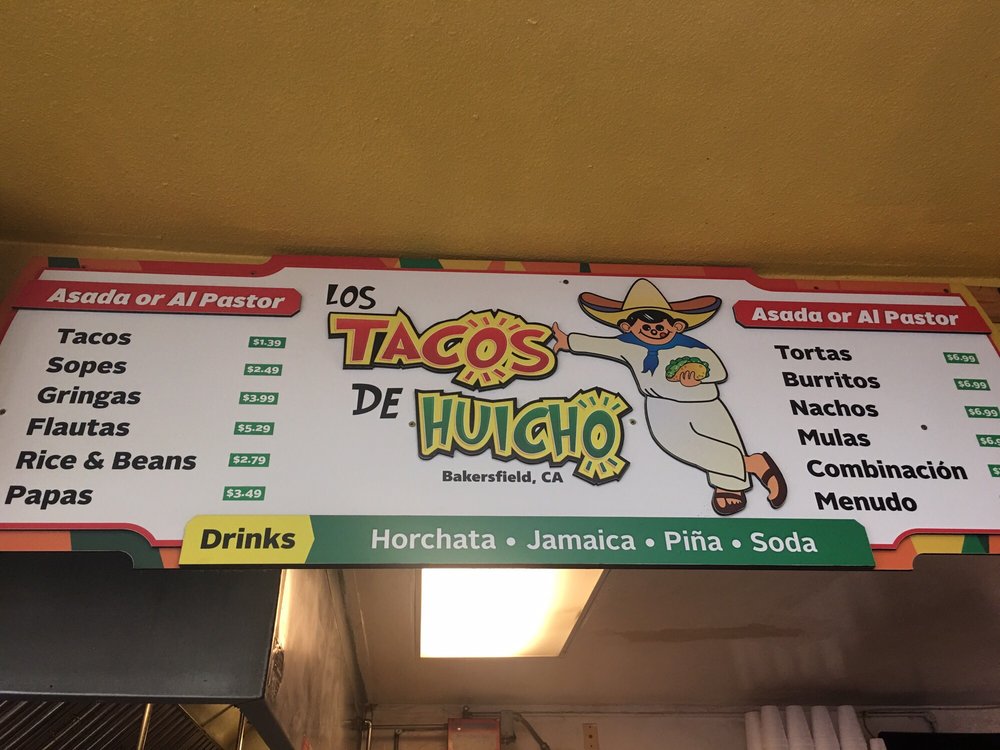 Asada or Al Pastor
Tacos $1.39
Sopes $2.49
Gringas $3.99
Flautas $5.29
Rice & Beans $2.79
Papas $3.49
LOS
TACOS
DE HUICHO
Bakersfield, CA
Asada or Al Pastor
Tortas $6.99
Burritos $6.99
Nachos $6.99
Mulas
Combinación
Menudo
Drinks Horchata • Jamaica • Piña • Soda